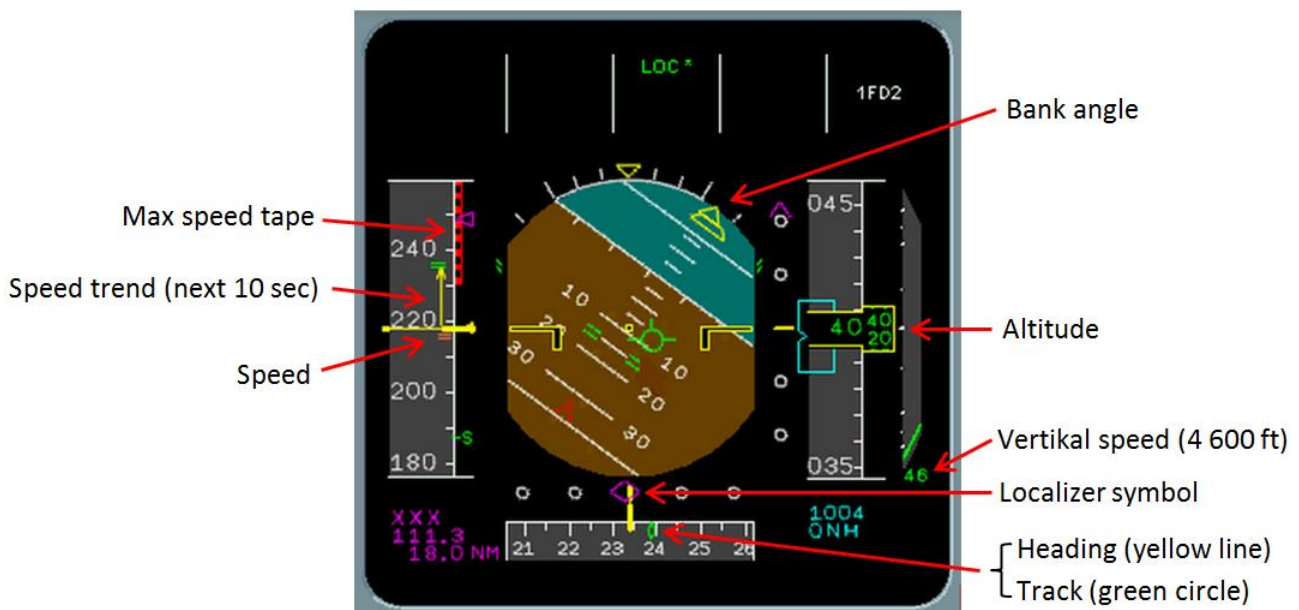 LOC*
1FD2
Bank angle
Max speed tape
Speed trend (next 10 sec)
Speed
240
220
200
180
S
10
20
30
10
20
30
045
40
40
20
035
46
Altitude
Vertikal speed (4 600 ft)
Localizer symbol
Heading (yellow line)
Track (green circle)
XXX
111.3
18.0 NM
21 22 23 24 25 26
1004
QNH